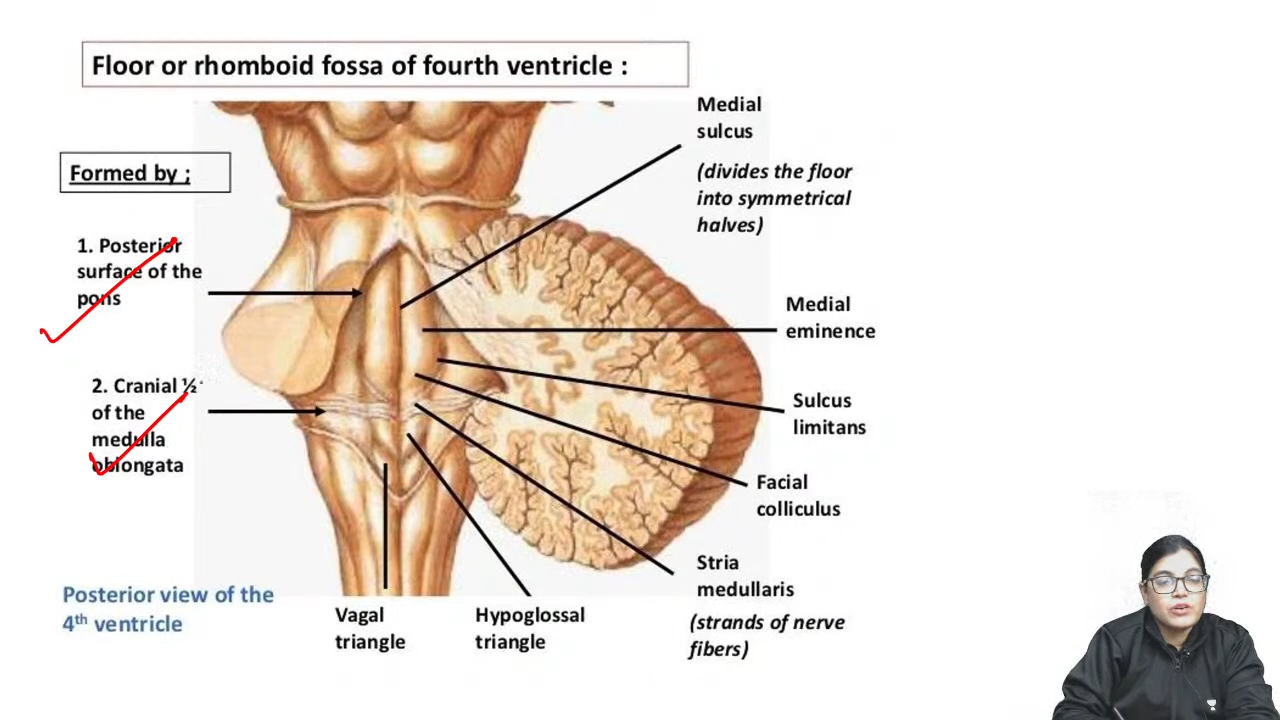 Floor or rhomboid fossa of fourth ventricle :
Formed by ;
1. Posterior
surface of the
pons
2. Cranial ½
of the
medulla
oblongata
Posterior view of the
4th ventricle
Medial
sulcus
(divides the floor
into symmetrical
halves)
Medial
eminence
Sulcus
limitans
Facial
colliculus
Stria
medullaris
(strands of nerve
fibers)
Vagal
triangle
Hypoglossal
triangle